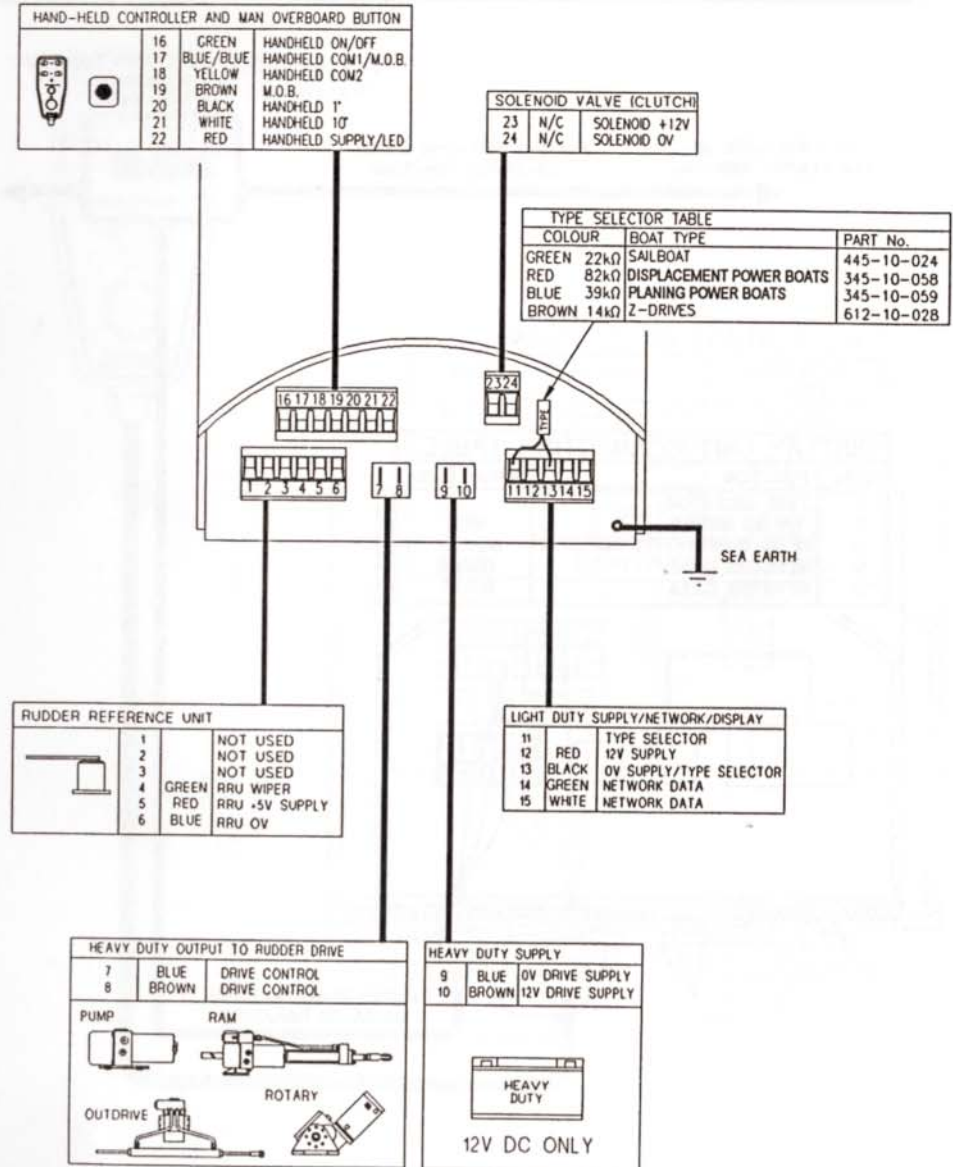 HAND-HELD CONTROLLER AND MAN OVERBOARD BUTTON
16 GREEN HANDHELD ON/OFF
17 BLUE/BLUE HANDHELD COM1/M.O.B.
18 YELLOW HANDHELD COM2
19 BROWN M.O.B.
20 BLACK HANDHELD 1°
21 WHITE HANDHELD 10°
22 RED HANDHELD SUPPLY/LED
SOLENOID VALVE (CLUTCH)
23 N/C SOLENOID +12V
24 N/C SOLENOID 0V
TYPE SELECTOR TABLE
COLOUR BOAT TYPE PART No.
GREEN 22kΩ SAILBOAT 445-10-024
RED 82kΩ DISPLACEMENT POWER BOATS 345-10-058
BLUE 39kΩ PLANING POWER BOATS 345-10-059
BROWN 14kΩ Z-DRIVES 612-10-028
23 24
16 17 18 19 20 21 22
TYPE
1 2 3 4 5 6
7 8
9 10
11 12 13 14 15
SEA EARTH
RUDDER REFERENCE UNIT
1 NOT USED
2 NOT USED
3 NOT USED
4 GREEN RRU WIPER
5 RED RRU +5V SUPPLY
6 BLUE RRU 0V
LIGHT DUTY SUPPLY/NETWORK/DISPLAY
11 TYPE SELECTOR
12 RED 12V SUPPLY
13 BLACK 0V SUPPLY/TYPE SELECTOR
14 GREEN NETWORK DATA
15 WHITE NETWORK DATA
HEAVY DUTY OUTPUT TO RUDDER DRIVE
7 BLUE DRIVE CONTROL
8 BROWN DRIVE CONTROL
PUMP RAM
OUTDRIVE ROTARY
HEAVY DUTY SUPPLY
9 BLUE 0V DRIVE SUPPLY
10 BROWN 12V DRIVE SUPPLY
HEAVY
DUTY
12V DC ONLY